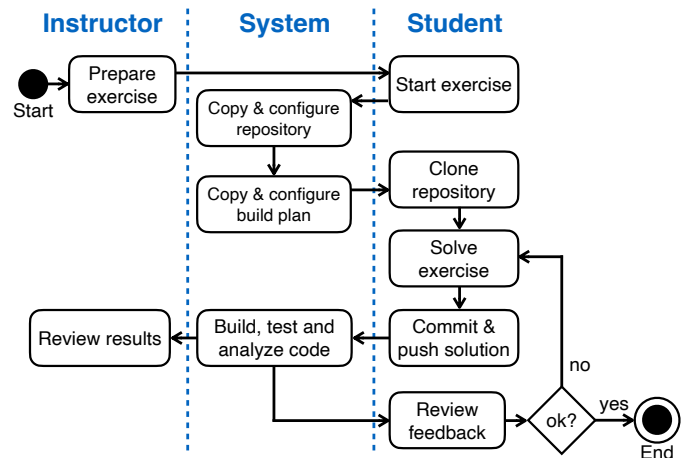 Instructor
System
Student
Start
Prepare
exercise
Start exercise
Copy & configure
repository
Copy & configure
build plan
Clone
repository
Solve
exercise
Review results
Build, test and
analyze code
Commit &
push solution
no
Review
feedback
ok?
yes
End